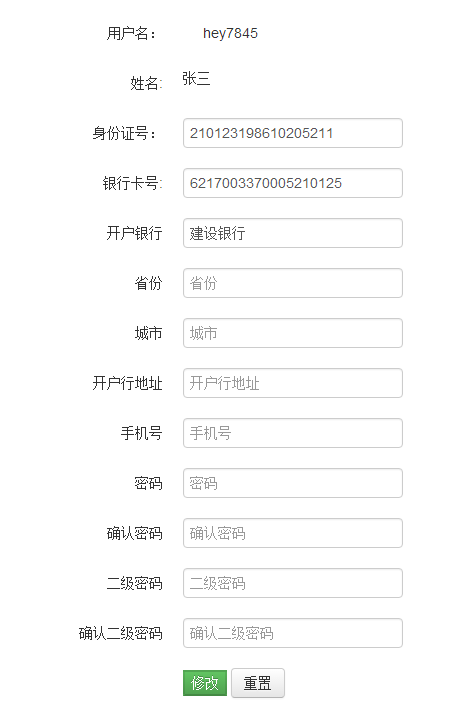 用户名： hey7845
姓名: 张三
身份证号： 210123198610205211
银行卡号: 6217003370005210125
开户银行 建设银行
省份 省份
城市 城市
开户行地址 开户行地址
手机号 手机号
密码 密码
确认密码 确认密码
二级密码 二级密码
确认二级密码 确认二级密码
修改 重置